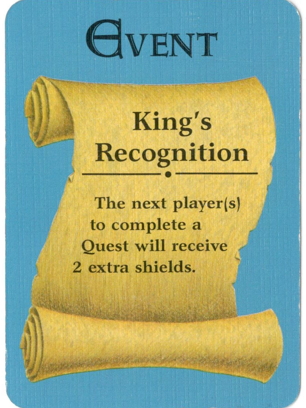 Event
King's
Recognition
The next player(s)
to complete a
Quest will receive
2 extra shields.